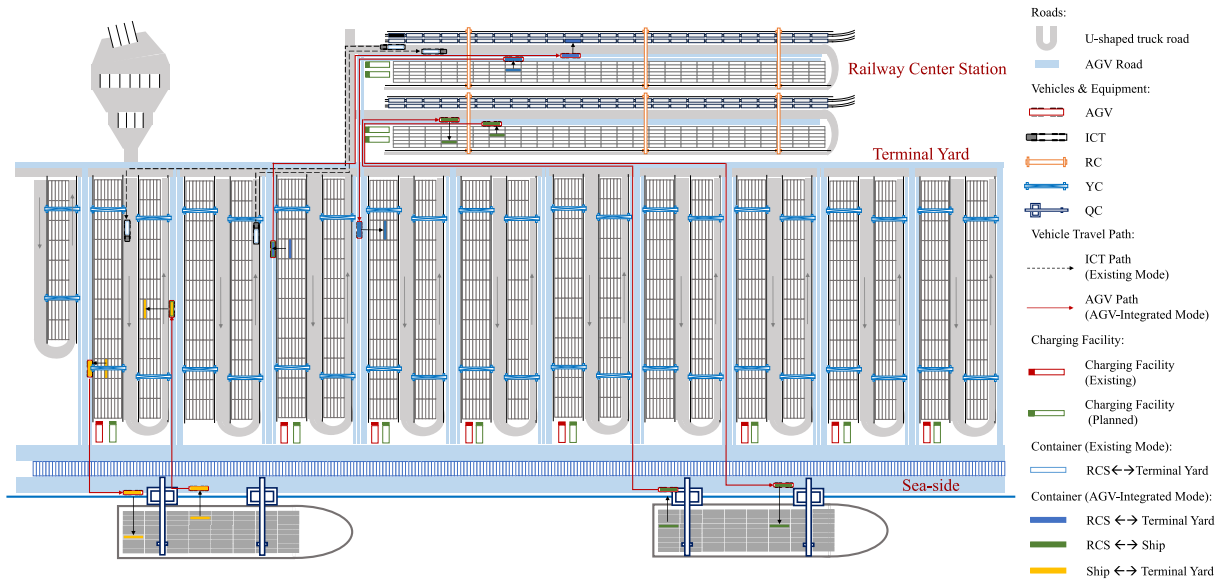 Railway Center Station
Terminal Yard
Sea-side
Roads:
U-shaped truck road
AGV Road
Vehicles & Equipment:
AGV
ICT
RC
YC
QC
Vehicle Travel Path:
ICT Path
(Existing Mode)
AGV Path
(AGV-Integrated Mode)
Charging Facility:
Charging Facility
(Existing)
Charging Facility
(Planned)
Container (Existing Mode):
RCS←→Terminal Yard
Container (AGV-Integrated Mode):
RCS ←→ Terminal Yard
RCS ←→ Ship
Ship ←→ Terminal Yard